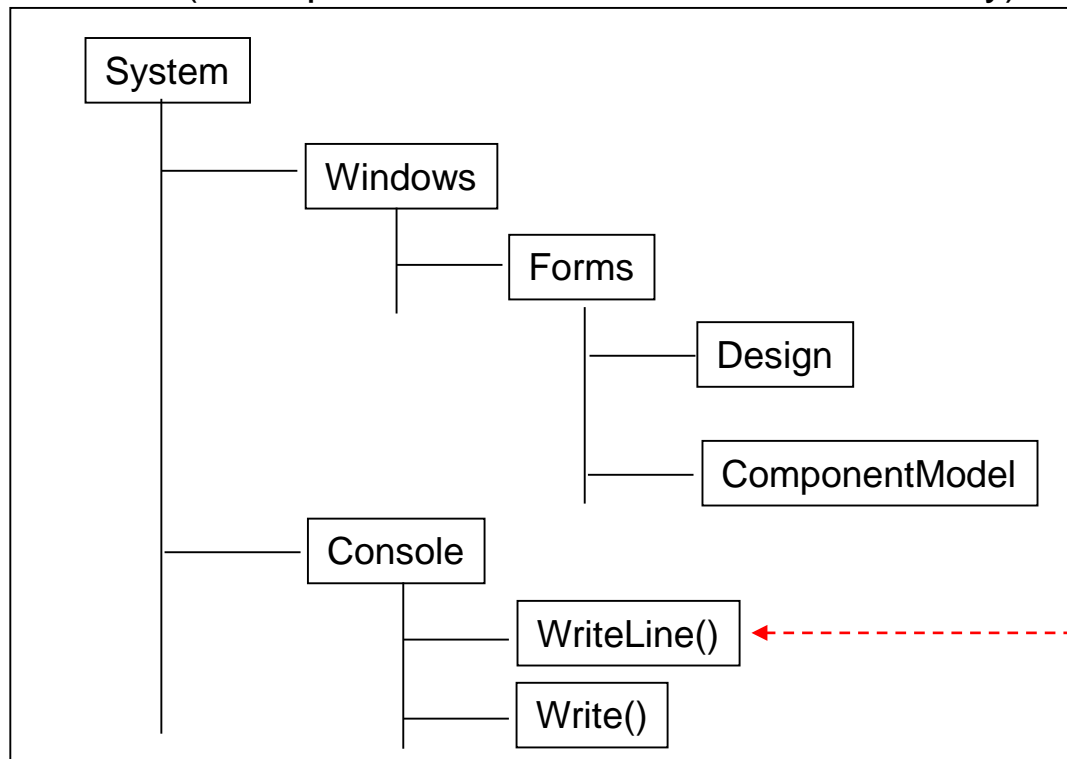 System
Windows
Forms
Design
ComponentModel
Console
WriteLine()
Write()